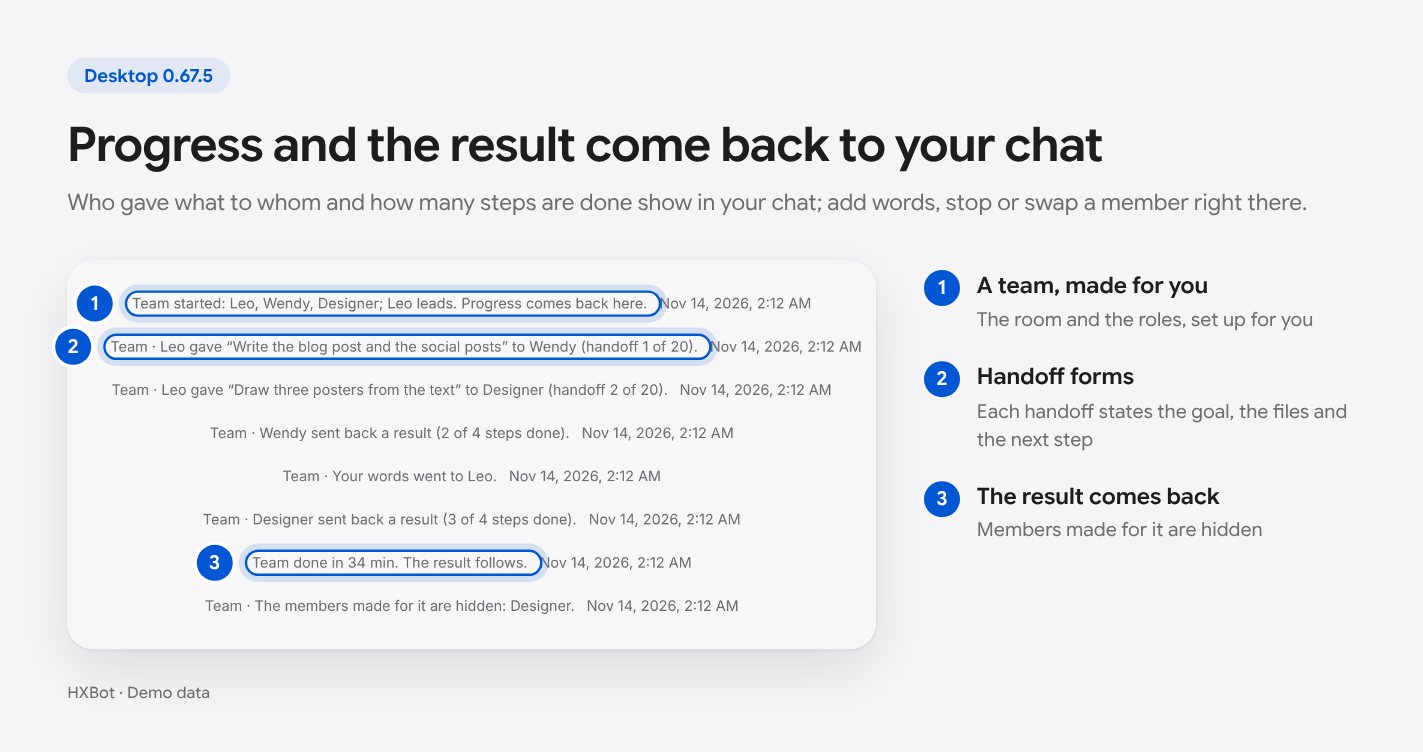 Desktop 0.67.5
Progress and the result come back to your chat
Who gave what to whom and how many steps are done show in your chat; add words, stop or swap a member right there.
1 Team started: Leo, Wendy, Designer; Leo leads. Progress comes back here. Nov 14, 2026, 2:12 AM
2 Team · Leo gave “Write the blog post and the social posts” to Wendy (handoff 1 of 20). Nov 14, 2026, 2:12 AM
Team · Leo gave “Draw three posters from the text” to Designer (handoff 2 of 20). Nov 14, 2026, 2:12 AM
Team · Wendy sent back a result (2 of 4 steps done). Nov 14, 2026, 2:12 AM
Team · Your words went to Leo. Nov 14, 2026, 2:12 AM
Team · Designer sent back a result (3 of 4 steps done). Nov 14, 2026, 2:12 AM
3 Team done in 34 min. The result follows. Nov 14, 2026, 2:12 AM
Team · The members made for it are hidden: Designer. Nov 14, 2026, 2:12 AM
1 A team, made for you
The room and the roles, set up for you
2 Handoff forms
Each handoff states the goal, the files and
the next step
3 The result comes back
Members made for it are hidden
HXBot · Demo data